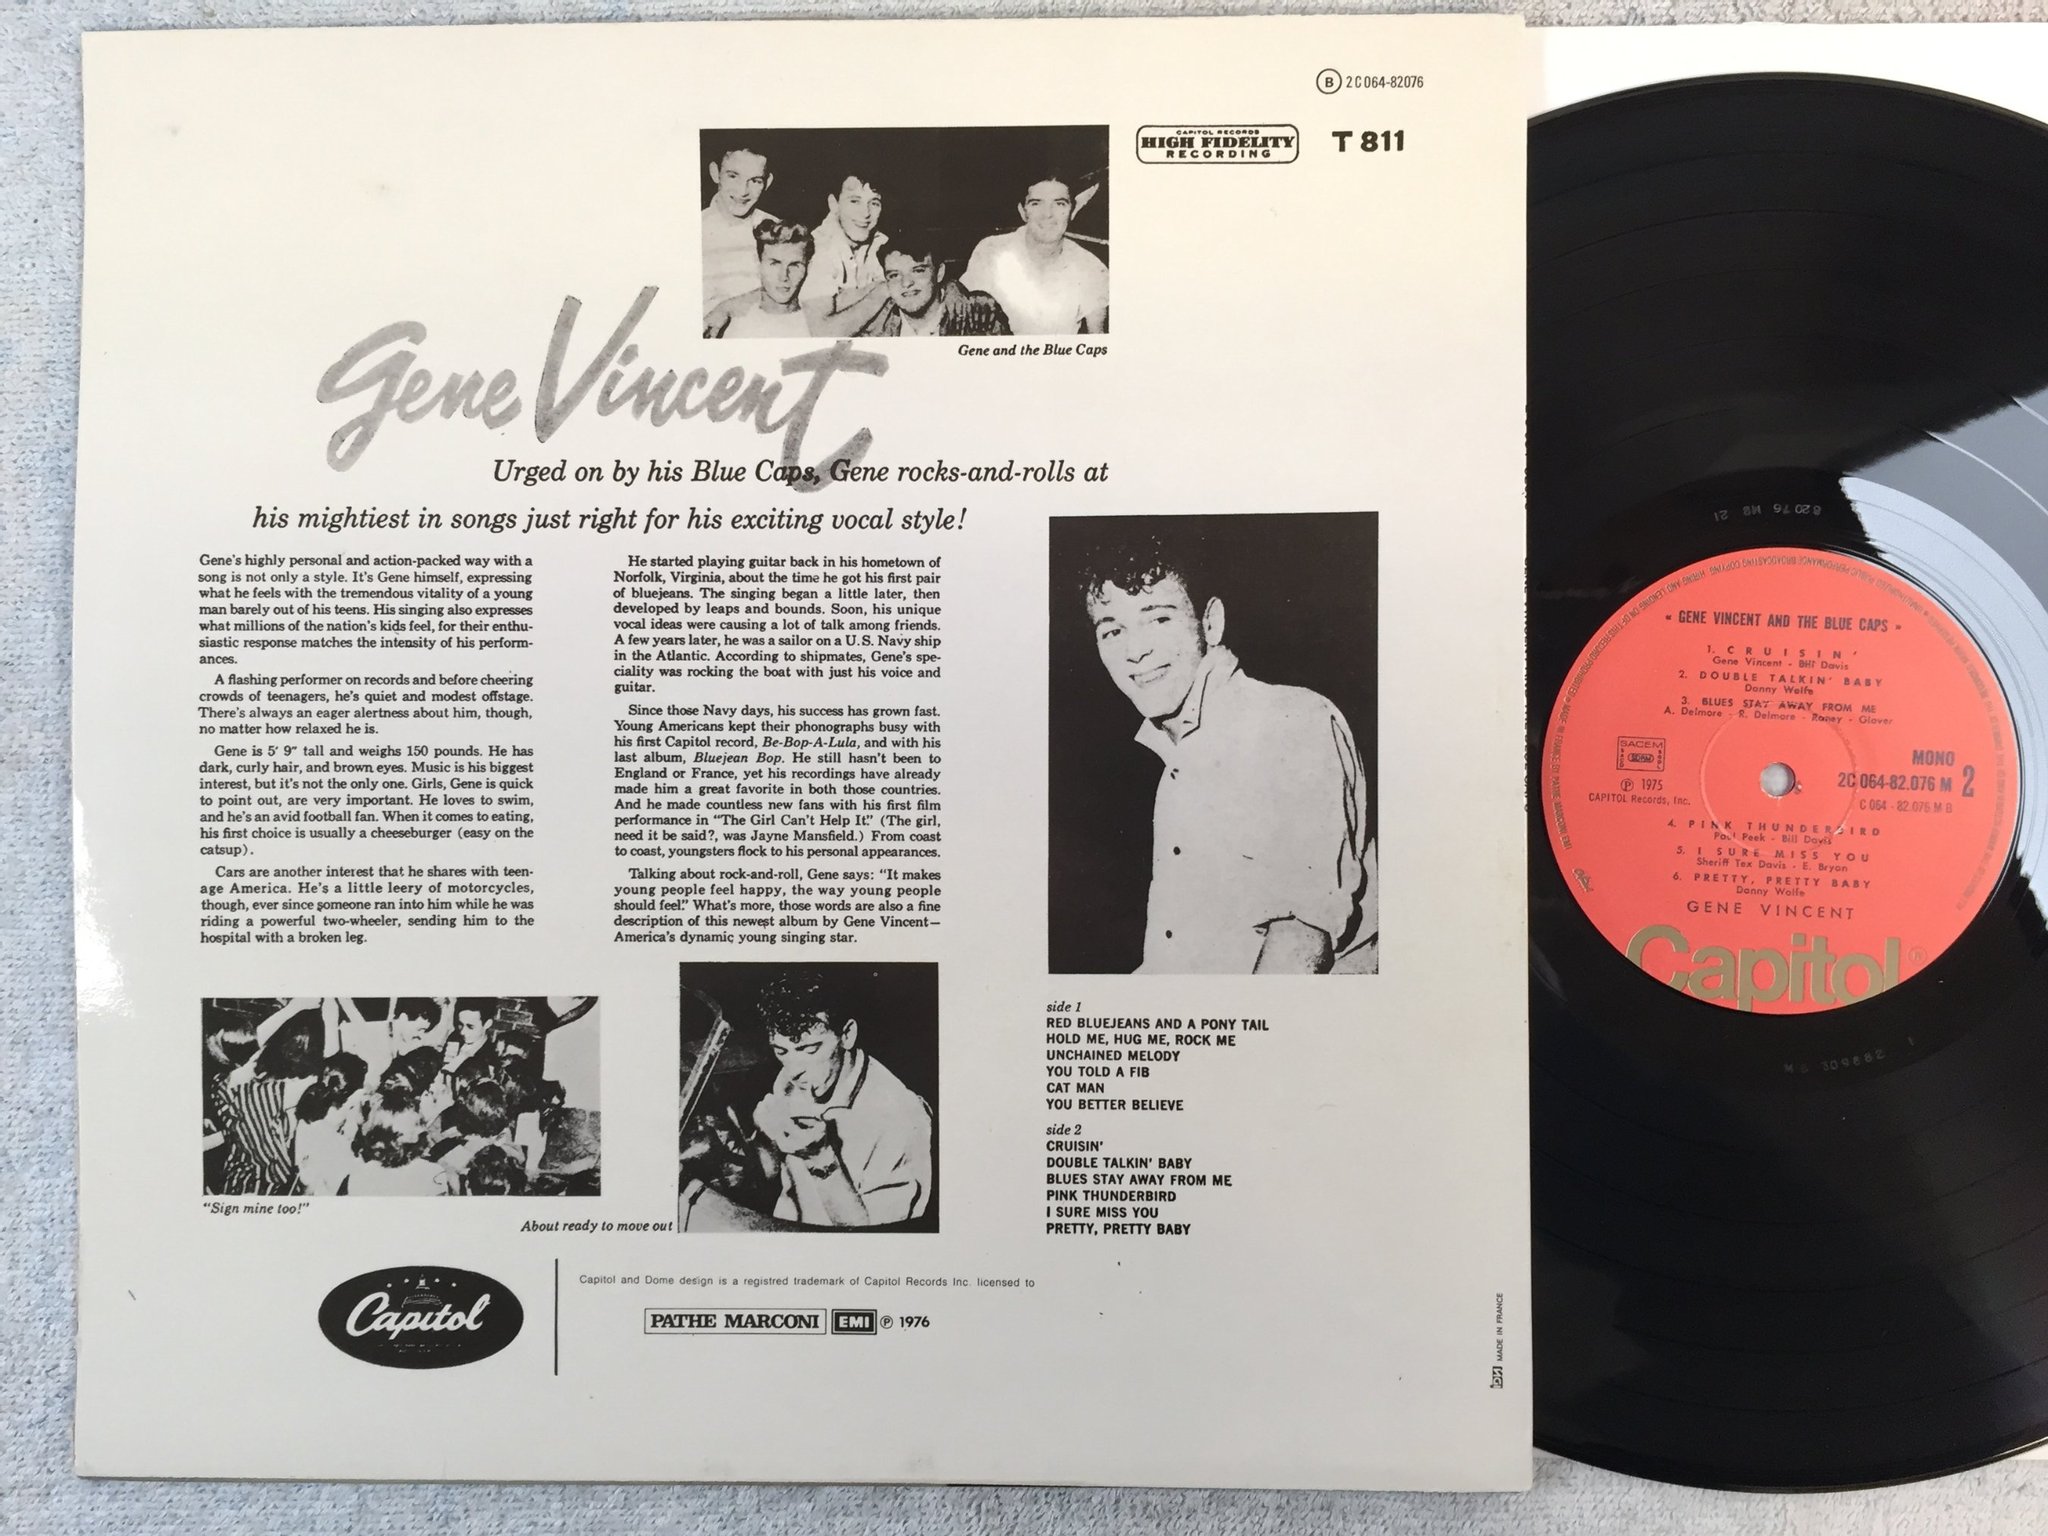 B 2C 064-82076
CAPITOL RECORDS
HIGH FIDELITY
RECORDING
T 811
Gene and the Blue Caps
Gene Vincent
Urged on by his Blue Caps, Gene rocks-and-rolls at
his mightiest in songs just right for his exciting vocal style!
Gene's highly personal and action-packed way with a
song is not only a style. It's Gene himself, expressing
what he feels with the tremendous vitality of a young
man barely out of his teens. His singing also expresses
what millions of the nation's kids feel, for their enthu-
siastic response matches the intensity of his perform-
ances.
A flashing performer on records and before cheering
crowds of teenagers, he's quiet and modest offstage.
There's always an eager alertness about him, though,
no matter how relaxed he is.
Gene is 5' 9" tall and weighs 150 pounds. He has
dark, curly hair, and brown eyes. Music is his biggest
interest, but it's not the only one. Girls, Gene is quick
to point out, are very important. He loves to swim,
and he's an avid football fan. When it comes to eating,
his first choice is usually a cheeseburger (easy on the
catsup).
Cars are another interest that he shares with teen-
age America. He's a little leery of motorcycles,
though, ever since someone ran into him while he was
riding a powerful two-wheeler, sending him to the
hospital with a broken leg.
He started playing guitar back in his hometown of
Norfolk, Virginia, about the time he got his first pair
of bluejeans. The singing began a little later, then
developed by leaps and bounds. Soon, his unique
vocal ideas were causing a lot of talk among friends.
A few years later, he was a sailor on a U.S. Navy ship
in the Atlantic. According to shipmates, Gene's spe-
ciality was rocking the boat with just his voice and
guitar.
Since those Navy days, his success has grown fast.
Young Americans kept their phonographs busy with
his first Capitol record, Be-Bop-A-Lula, and with his
last album, Bluejean Bop. He still hasn't been to
England or France, yet his recordings have already
made him a great favorite in both those countries.
And he made countless new fans with his first film
performance in "The Girl Can't Help It." (The girl,
need it be said?, was Jayne Mansfield.) From coast
to coast, youngsters flock to his personal appearances.
Talking about rock-and-roll, Gene says: "It makes
young people feel happy, the way young people
should feel." What's more, those words are also a fine
description of this newest album by Gene Vincent—
America's dynamic young singing star.
"Sign mine too!"
About ready to move out
side 1
RED BLUEJEANS AND A PONY TAIL
HOLD ME, HUG ME, ROCK ME
UNCHAINED MELODY
YOU TOLD A FIB
CAT MAN
YOU BETTER BELIEVE
side 2
CRUISIN'
DOUBLE TALKIN' BABY
BLUES STAY AWAY FROM ME
PINK THUNDERBIRD
I SURE MISS YOU
PRETTY, PRETTY BABY
Capitol
Capitol and Dome design is a registred trademark of Capitol Records Inc. licensed to
PATHE MARCONI EMI ℗ 1976
MADE IN FRANCE
« GENE VINCENT AND THE BLUE CAPS »
1. CRUISIN'
Gene Vincent - Bill Davis
2. DOUBLE TALKIN' BABY
Danny Wolfe
3. BLUES STAY AWAY FROM ME
A. Delmore - R. Delmore - Raney - Glover
SACEM
℗ 1975
CAPITOL Records, Inc.
MONO
2C 064-82.076 M 2
C 064 - 82.076 M B
4. PINK THUNDERBIRD
Paul Peek - Bill Davis
5. I SURE MISS YOU
Sheriff Tex Davis - E. Bryon
6. PRETTY, PRETTY BABY
Danny Wolfe
GENE VINCENT
Capitol
82076 MB 21